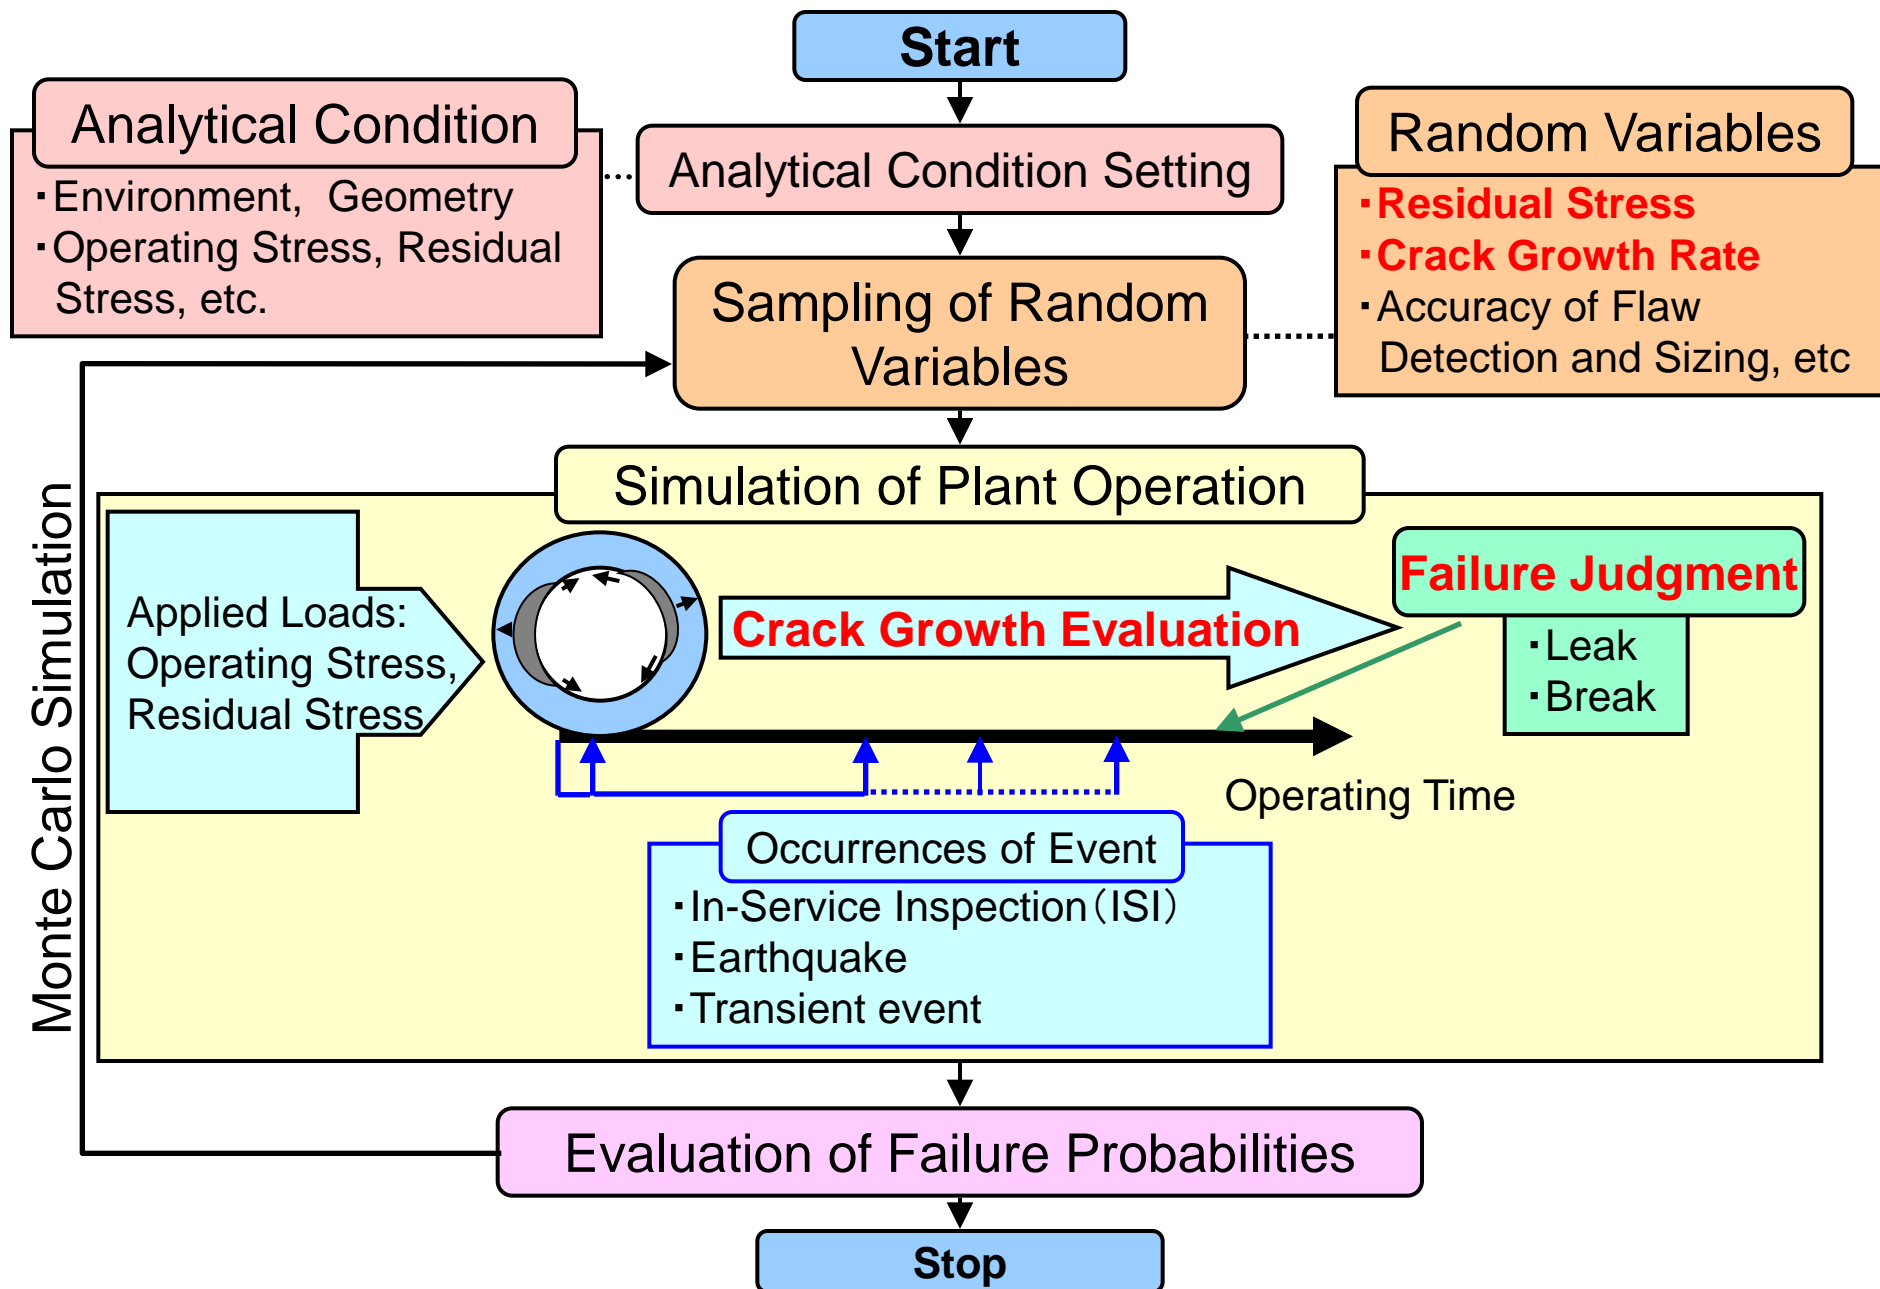 Start
Analytical Condition
・Environment,  Geometry
・Operating Stress, Residual
Stress, etc.
Analytical Condition Setting
Random Variables
・Residual Stress
・Crack Growth Rate
・Accuracy of Flaw
Detection and Sizing, etc
Sampling of Random
Variables
Monte Carlo Simulation
Simulation of Plant Operation
Applied Loads:
Operating Stress,
Residual Stress
Crack Growth Evaluation
Failure Judgment
・Leak
・Break
Operating Time
Occurrences of Event
・In-Service Inspection（ISI）
・Earthquake
・Transient event
Evaluation of Failure Probabilities
Stop